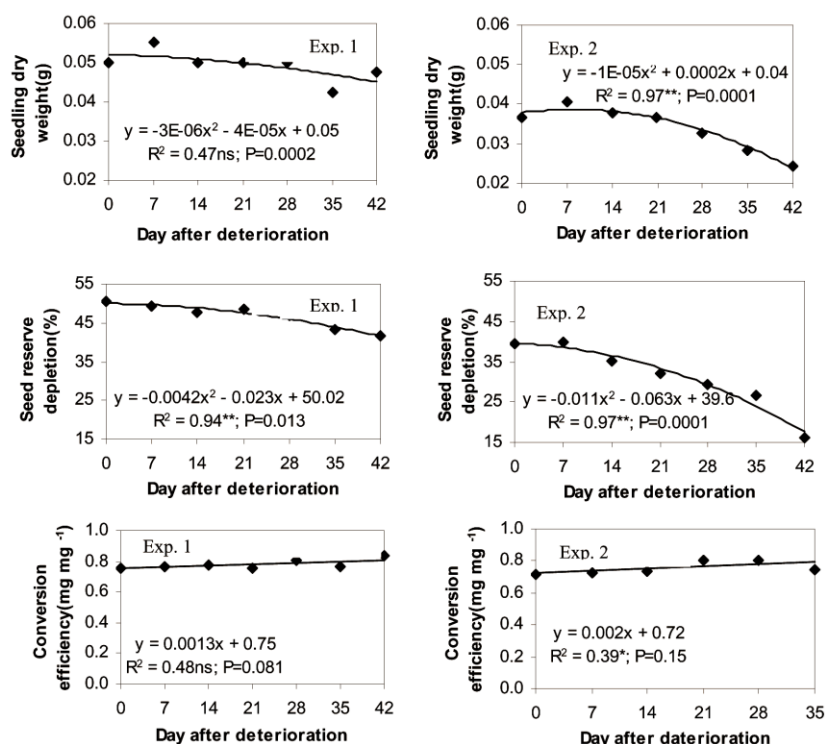 0.06
0.05
0.04
0.03
0.02
Seedling dry
weight(g)
Exp. 1
y = -3E-06x² - 4E-05x + 0.05
R² = 0.47ns; P=0.0002
0 7 14 21 28 35 42
Day after deterioration
0.06
0.05
0.04
0.03
0.02
Seedling dry
weight(g)
Exp. 2
y = -1E-05x² + 0.0002x + 0.04
R² = 0.97**; P=0.0001
0 7 14 21 28 35 42
Day after deterioration
55
45
35
25
15
Seed reserve
depletion(%)
Exp. 1
y = -0.0042x² - 0.023x + 50.02
R² = 0.94**; P=0.013
0 7 14 21 28 35 42
Day after deterioration
55
45
35
25
15
Seed reserve
depletion(%)
Exp. 2
y = -0.011x² - 0.063x + 39.6
R² = 0.97**; P=0.0001
0 7 14 21 28 35 42
Day after deterioration
1.0
0.8
0.6
0.4
0.2
0.0
Conversion
efficiency(mg mg ⁻¹)
Exp. 1
y = 0.0013x + 0.75
R² = 0.48ns; P=0.081
0 7 14 21 28 35 42
Day after deterioration
1.0
0.8
0.6
0.4
0.2
0.0
Conversion
efficiency(mg mg ⁻¹)
Exp. 2
y = 0.002x + 0.72
R² = 0.39*; P=0.15
0 7 14 21 28 35
Day after daterioration